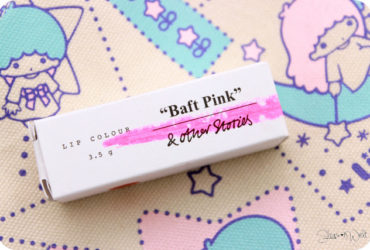 LIP COLOUR
3.5 g
“Baft Pink”
& Other Stories